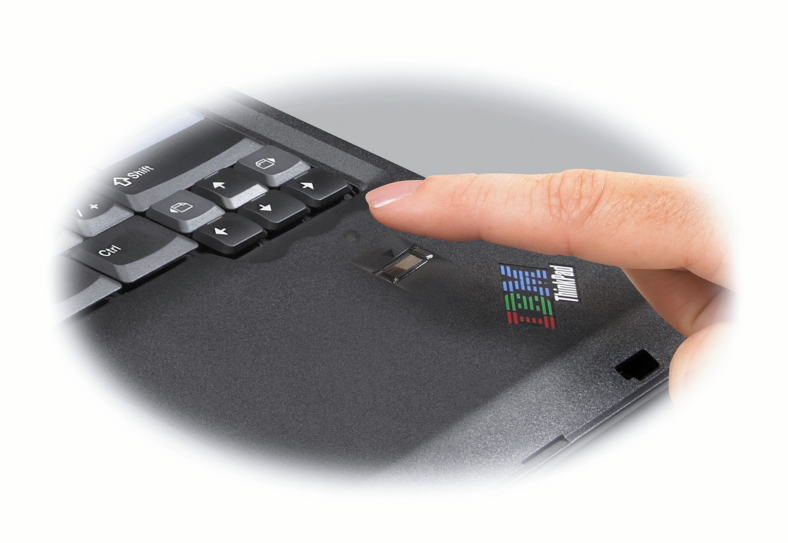 ⇧Shift
/ +
Ctrl
IBM
ThinkPad